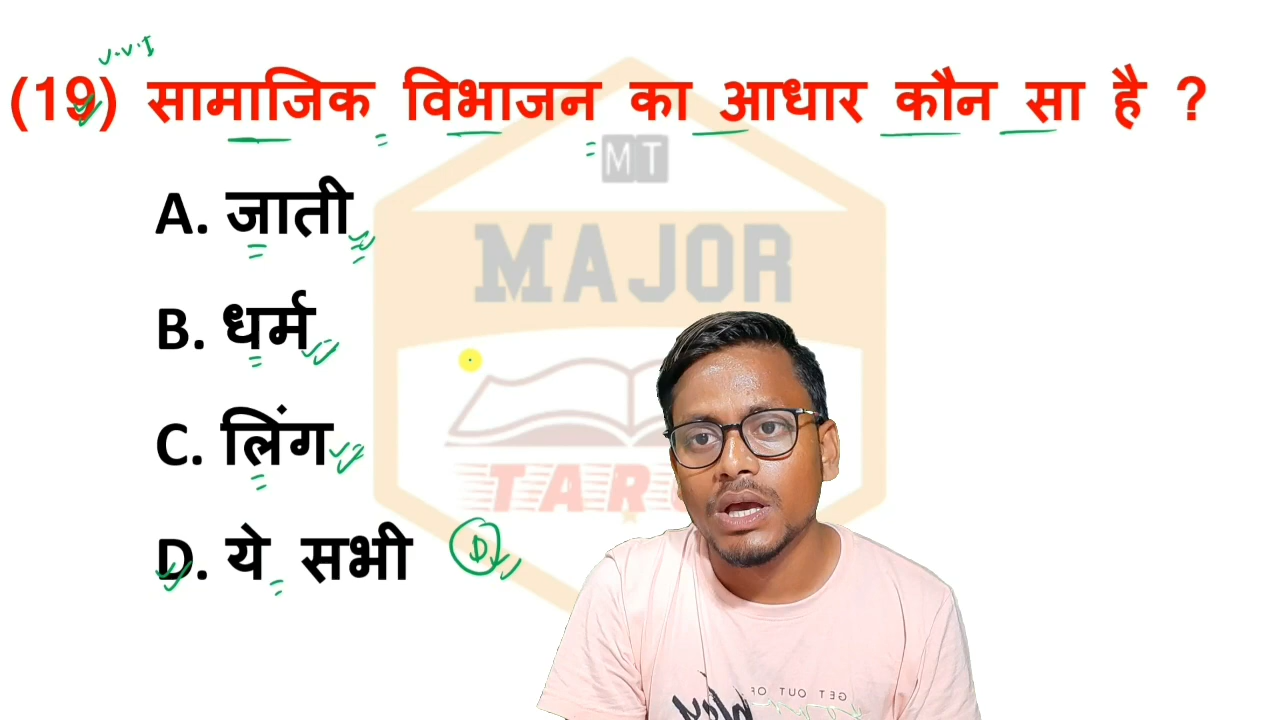 v.v.I
(19) सामाजिक विभाजन का आधार कौन सा है ?
MT
A. जाती
MAJOR
B. धर्म
C. लिंग
D. ये सभी
D
GET OUT OF